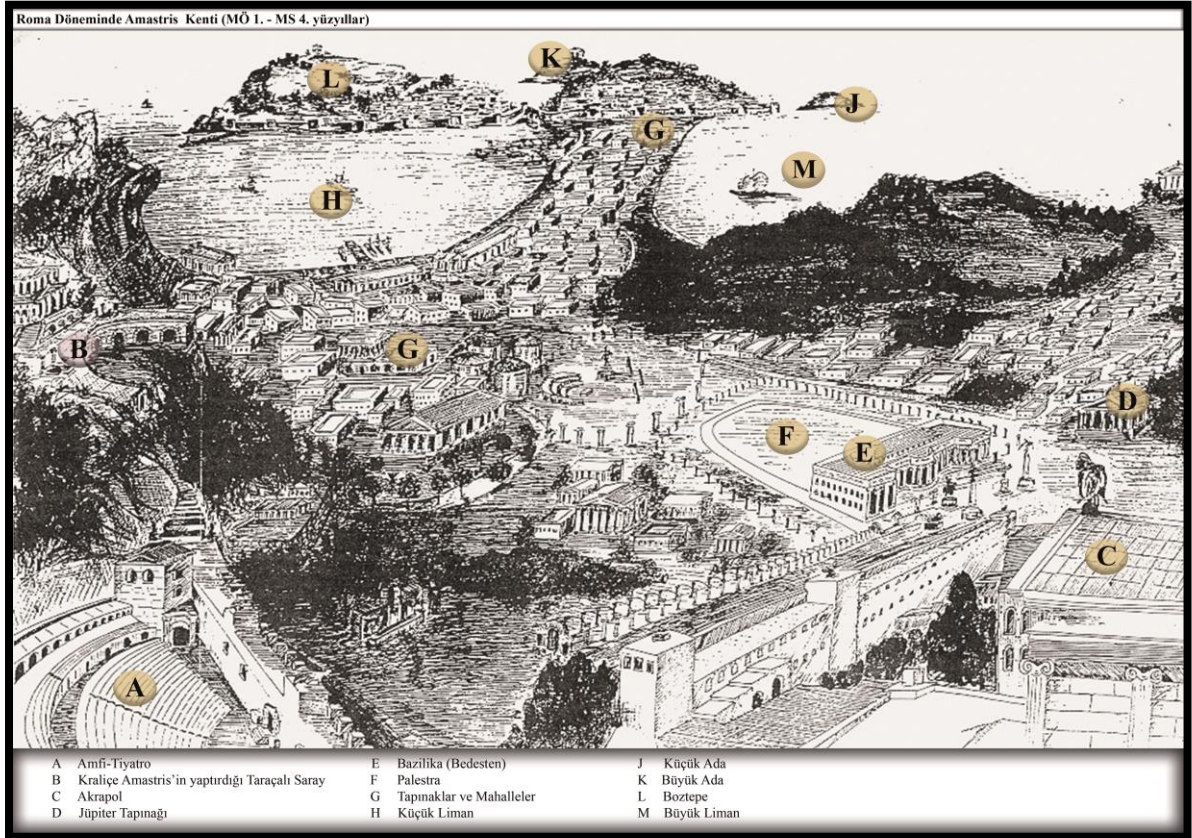 Roma Döneminde Amastris Kenti (MÖ 1. - MS 4. yüzyıllar)
K
L
J
G
M
H
B
G
D
F
E
C
A
A Amfi-Tiyatro
B Kraliçe Amastris'in yaptırdığı Taraçalı Saray
C Akrapol
D Jüpiter Tapınağı
E Bazilika (Bedesten)
F Palestra
G Tapınaklar ve Mahalleler
H Küçük Liman
J Küçük Ada
K Büyük Ada
L Boztepe
M Büyük Liman